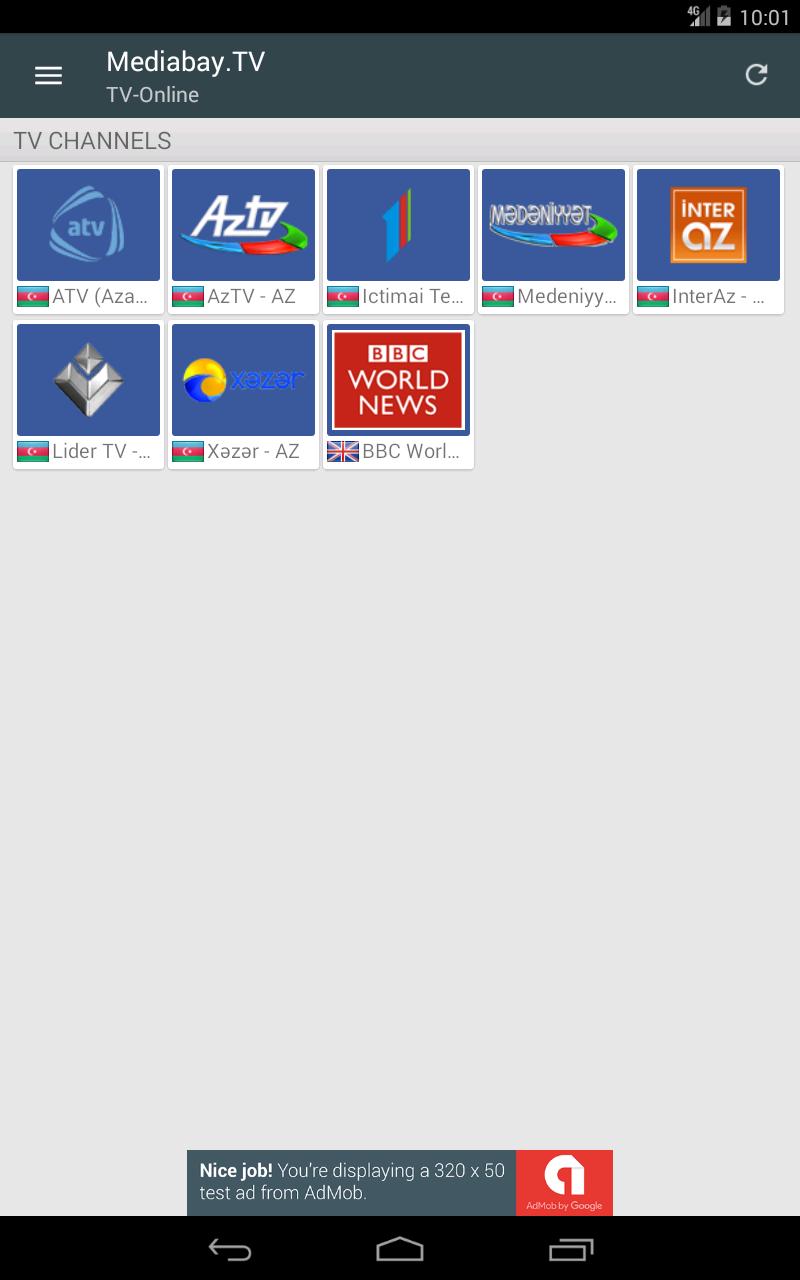 4G 10:01
Mediabay.TV
TV-Online
TV CHANNELS
atv
Aztv
MƏDƏNİYYƏT
İNTER
az
ATV (Aza...
AzTV - AZ
Ictimai Te...
Medeniyy...
InterAz - ...
xəzər
BBC
WORLD
NEWS
Lider TV -...
Xəzər - AZ
BBC Worl...
Nice job! You're displaying a 320 x 50
test ad from AdMob.
AdMob by Google